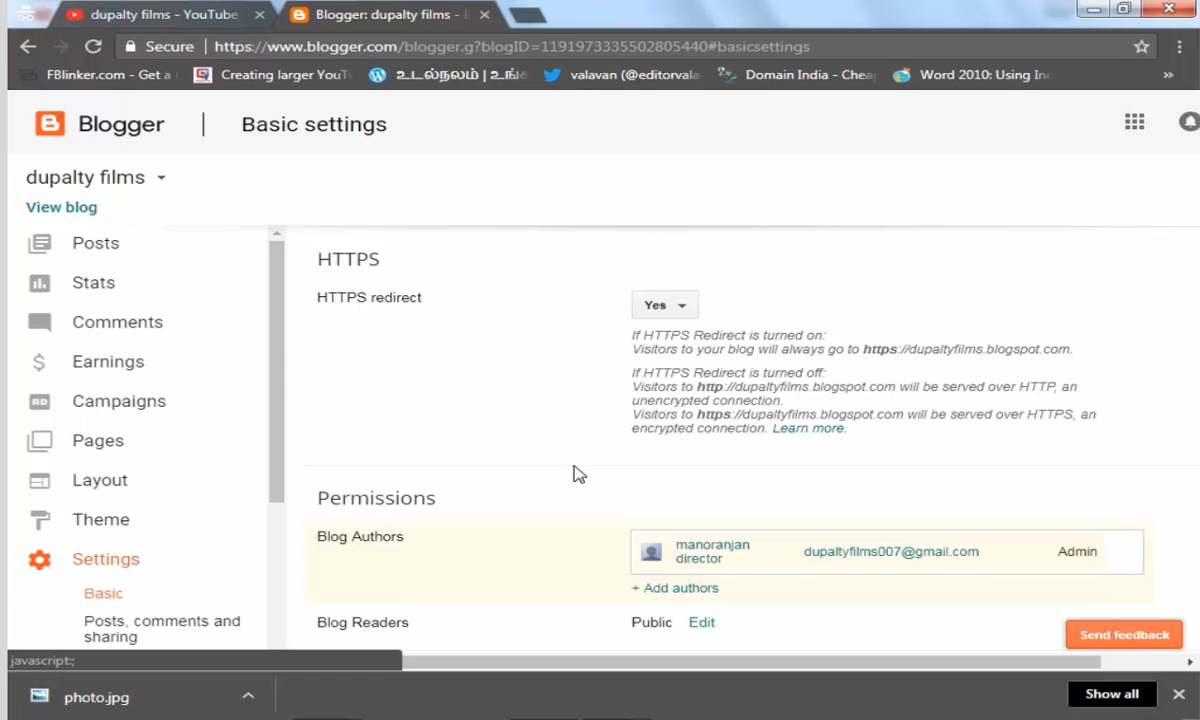 dupalty films - YouTube
Blogger: dupalty films -
Secure
https://www.blogger.com/blogger.g?blogID=1191973335502805440#basicsettings
FBlinker.com - Get a
Creating larger YouTu
உடல்நலம் | உங்க
valavan (@editorvala
Domain India - Cheap
Word 2010: Using In
»
Blogger
Basic settings
dupalty films
View blog
Posts
Stats
Comments
Earnings
Campaigns
Pages
Layout
Theme
Settings
Basic
Posts, comments and
sharing
HTTPS
HTTPS redirect
Yes
If HTTPS Redirect is turned on:
Visitors to your blog will always go to https://dupaltyfilms.blogspot.com.
If HTTPS Redirect is turned off:
Visitors to http://dupaltyfilms.blogspot.com will be served over HTTP, an
unencrypted connection.
Visitors to https://dupaltyfilms.blogspot.com will be served over HTTPS, an
encrypted connection. Learn more.
Permissions
Blog Authors
manoranjan
director
dupaltyfilms007@gmail.com
Admin
+ Add authors
Blog Readers
Public Edit
Send feedback
javascript:;
photo.jpg
Show all